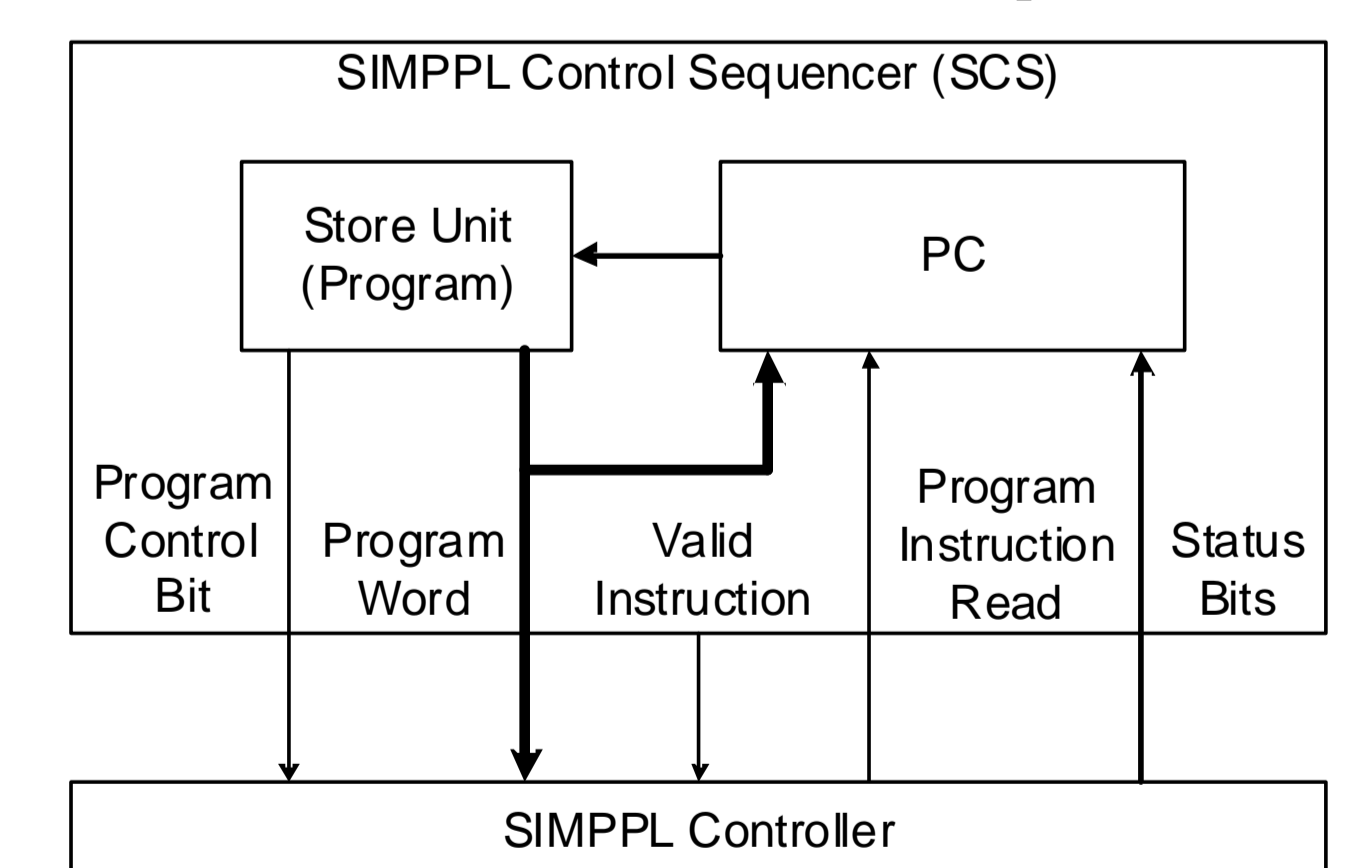 SIMPPL Control Sequencer (SCS)
Store Unit
(Program)
PC
Program
Control
Bit
Program
Word
Valid
Instruction
Program
Instruction
Read
Status
Bits
SIMPPL Controller